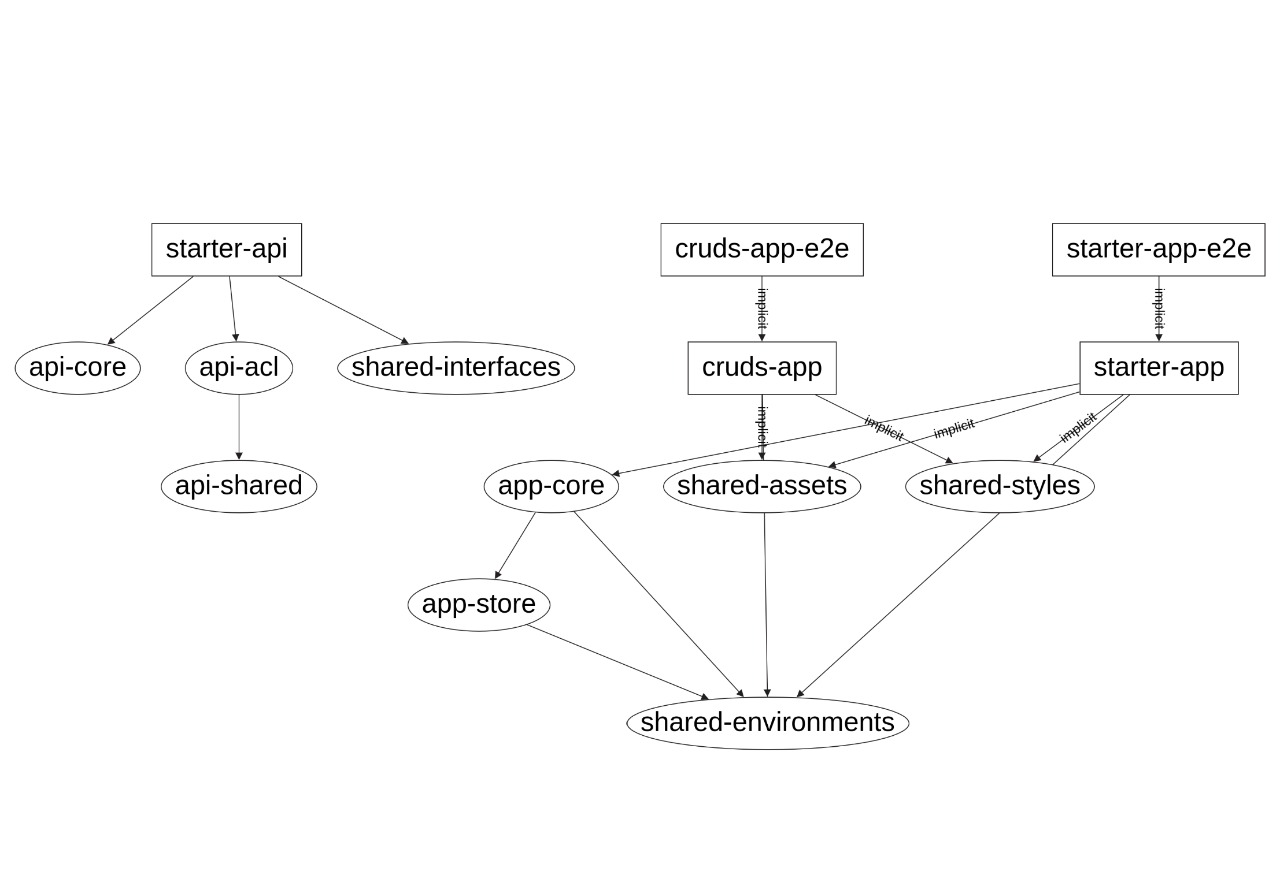 starter-api
cruds-app-e2e
starter-app-e2e
implicit
implicit
api-core
api-acl
shared-interfaces
cruds-app
starter-app
implicit
implicit
implicit
implicit
api-shared
app-core
shared-assets
shared-styles
app-store
shared-environments